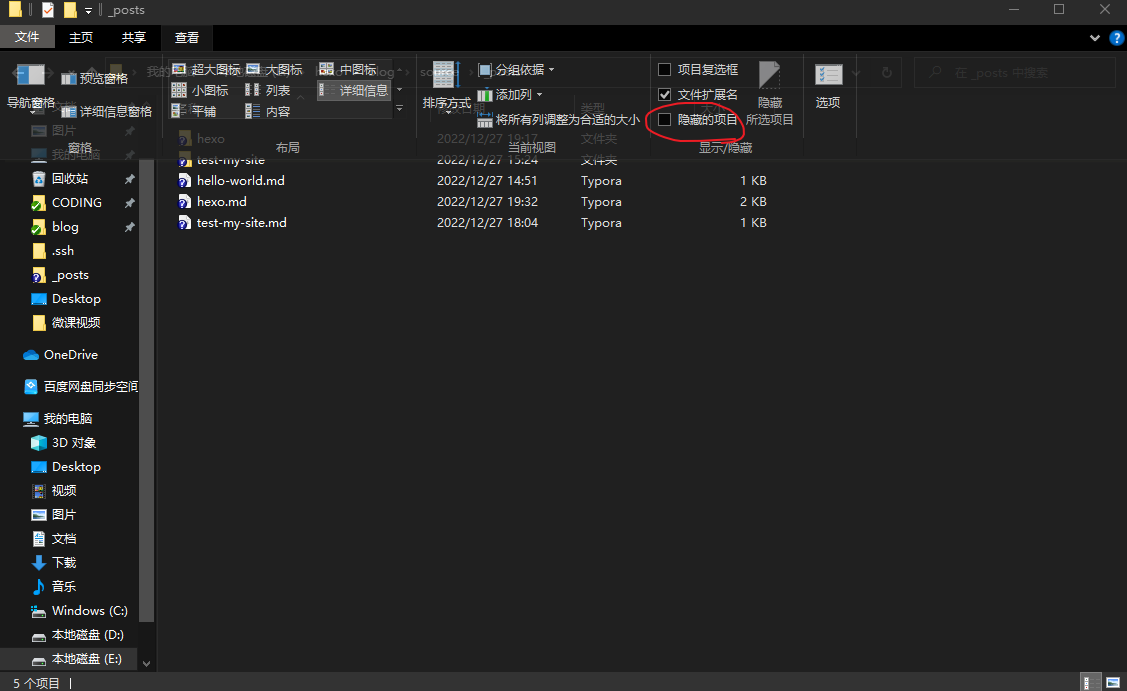 _posts
文件 主页 共享 查看
预览窗格 超大图标 大图标 中图标 分组依据 项目复选框
在 _posts 中搜索
小图标 列表 详细信息 添加列 文件扩展名
导航窗格 排序方式 隐藏 选项
详细信息窗格 平铺 内容 将所有列调整为合适的大小 隐藏的项目 所选项目
修改日期 类型 大小
窗格 布局 当前视图 显示/隐藏
图片
我的电脑
回收站
CODING
blog
.ssh
_posts
Desktop
微课视频
OneDrive
百度网盘同步空间
我的电脑
3D 对象
Desktop
视频
图片
文档
下载
音乐
Windows (C:)
本地磁盘 (D:)
本地磁盘 (E:)
hexo 2022/12/27 19:17 文件夹
test-my-site 2022/12/27 15:24 文件夹
hello-world.md 2022/12/27 14:51 Typora 1 KB
hexo.md 2022/12/27 19:32 Typora 2 KB
test-my-site.md 2022/12/27 18:04 Typora 1 KB
5 个项目